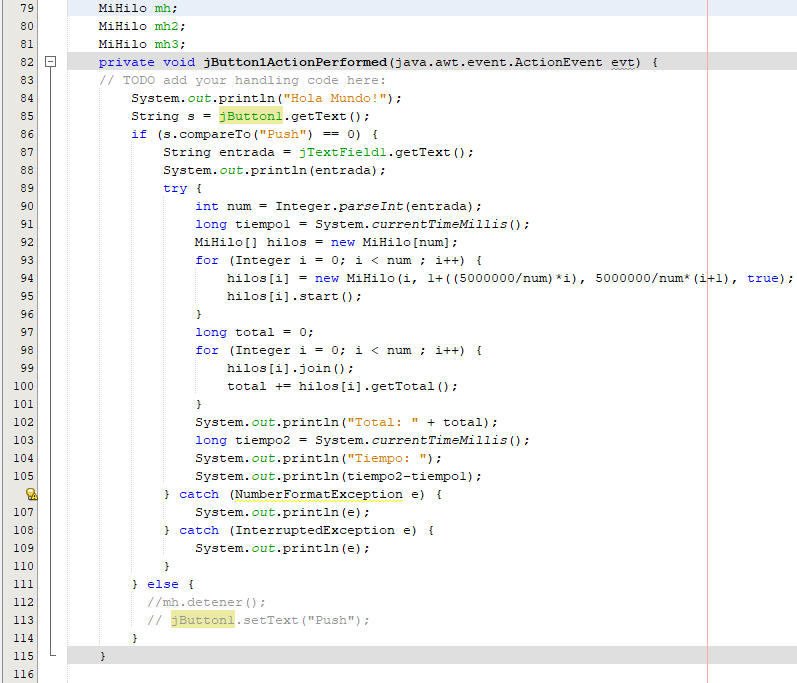 79 MiHilo mh;
80 MiHilo mh2;
81 MiHilo mh3;
82 private void jButton1ActionPerformed(java.awt.event.ActionEvent evt) {
83 // TODO add your handling code here:
84 System.out.println("Hola Mundo!");
85 String s = jButton1.getText();
86 if (s.compareTo("Push") == 0) {
87 String entrada = jTextField1.getText();
88 System.out.println(entrada);
89 try {
90 int num = Integer.parseInt(entrada);
91 long tiempo1 = System.currentTimeMillis();
92 MiHilo[] hilos = new MiHilo[num];
93 for (Integer i = 0; i < num ; i++) {
94 hilos[i] = new MiHilo(i, 1+((5000000/num)*i), 5000000/num*(i+1), true);
95 hilos[i].start();
96 }
97 long total = 0;
98 for (Integer i = 0; i < num ; i++) {
99 hilos[i].join();
100 total += hilos[i].getTotal();
101 }
102 System.out.println("Total: " + total);
103 long tiempo2 = System.currentTimeMillis();
104 System.out.println("Tiempo: ");
105 System.out.println(tiempo2-tiempo1);
} catch (NumberFormatException e) {
107 System.out.println(e);
108 } catch (InterruptedException e) {
109 System.out.println(e);
110 }
111 } else {
112 //mh.detener();
113 // jButton1.setText("Push");
114 }
115 }
116